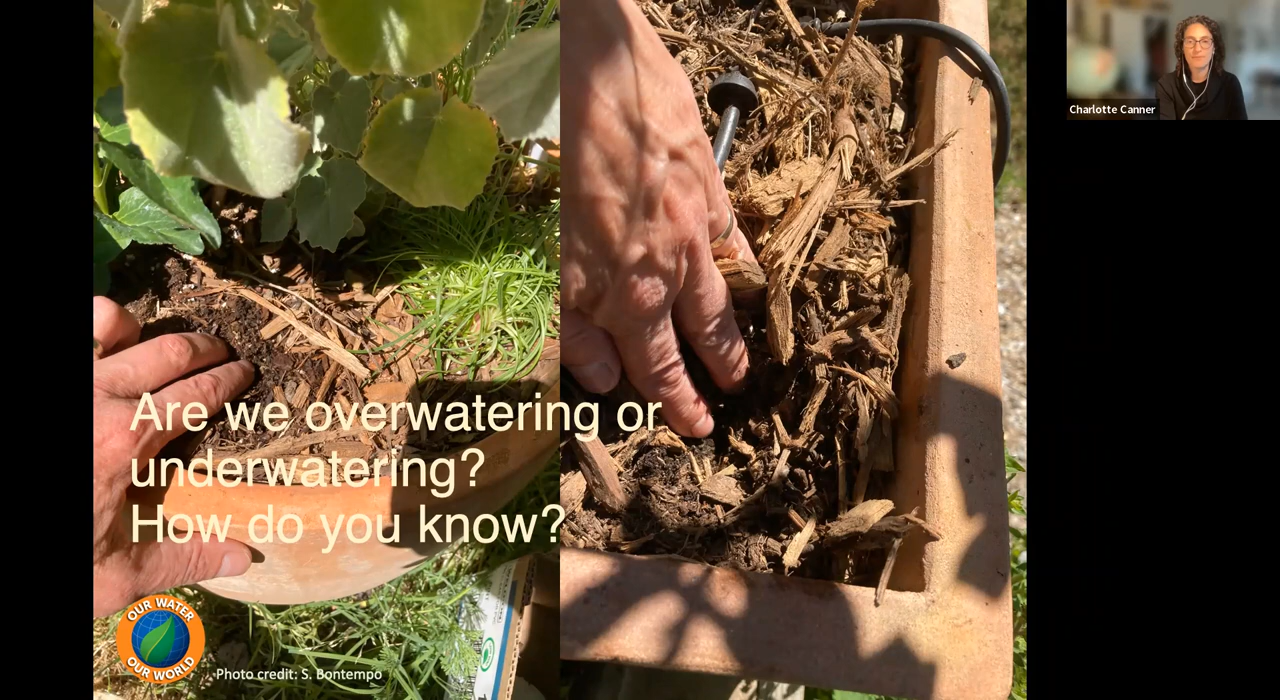 Charlotte Canner
Are we overwatering or
underwatering?
How do you know?
OUR WATER
OUR WORLD
Photo credit: S. Bontempo